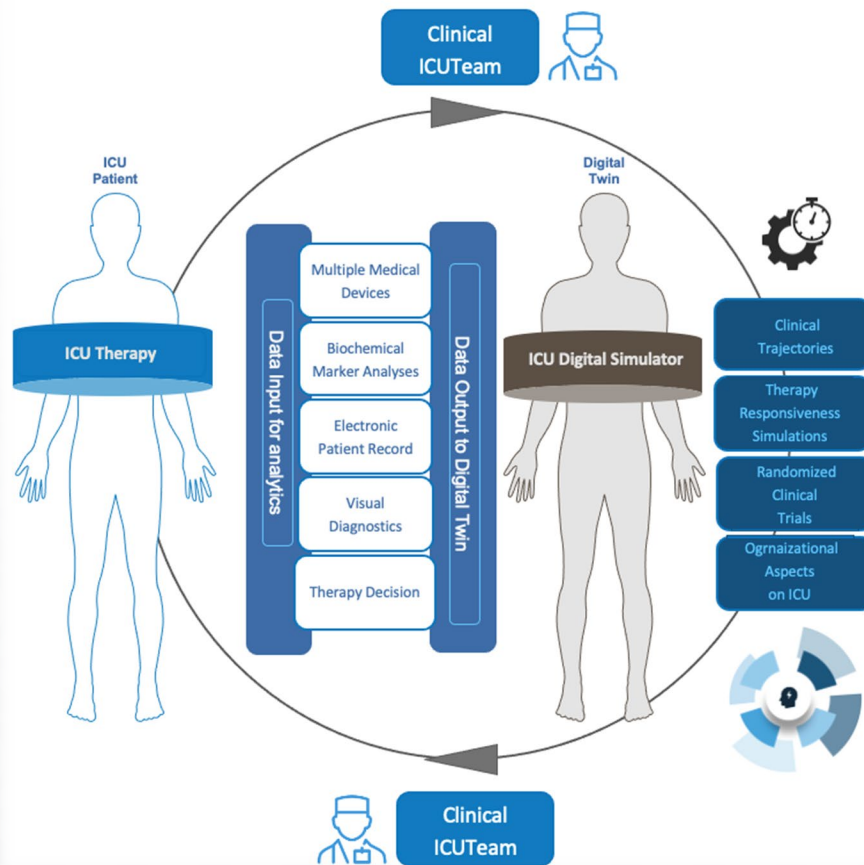 Clinical
ICUTeam
ICU
Patient
Digital
Twin
ICU Therapy
Data Input for analytics
Multiple Medical
Devices
Biochemical
Marker Analyses
Electronic
Patient Record
Visual
Diagnostics
Therapy Decision
Data Output to Digital Twin
ICU Digital Simulator
Clinical
Trajectories
Therapy
Responsiveness
Simulations
Randomized
Clinical
Trials
Ogrnaizational
Aspects
on ICU
Clinical
ICUTeam